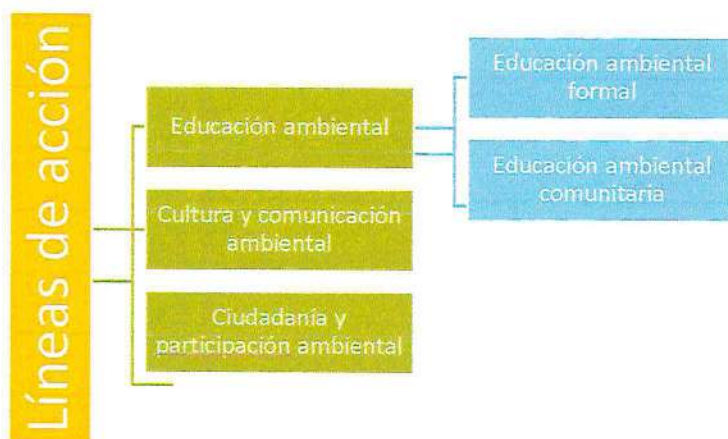 Líneas de acción
Educación ambiental
Educación ambiental
formal
Educación ambiental
comunitaria
Cultura y comunicación
ambiental
Ciudadanía y
participación ambiental